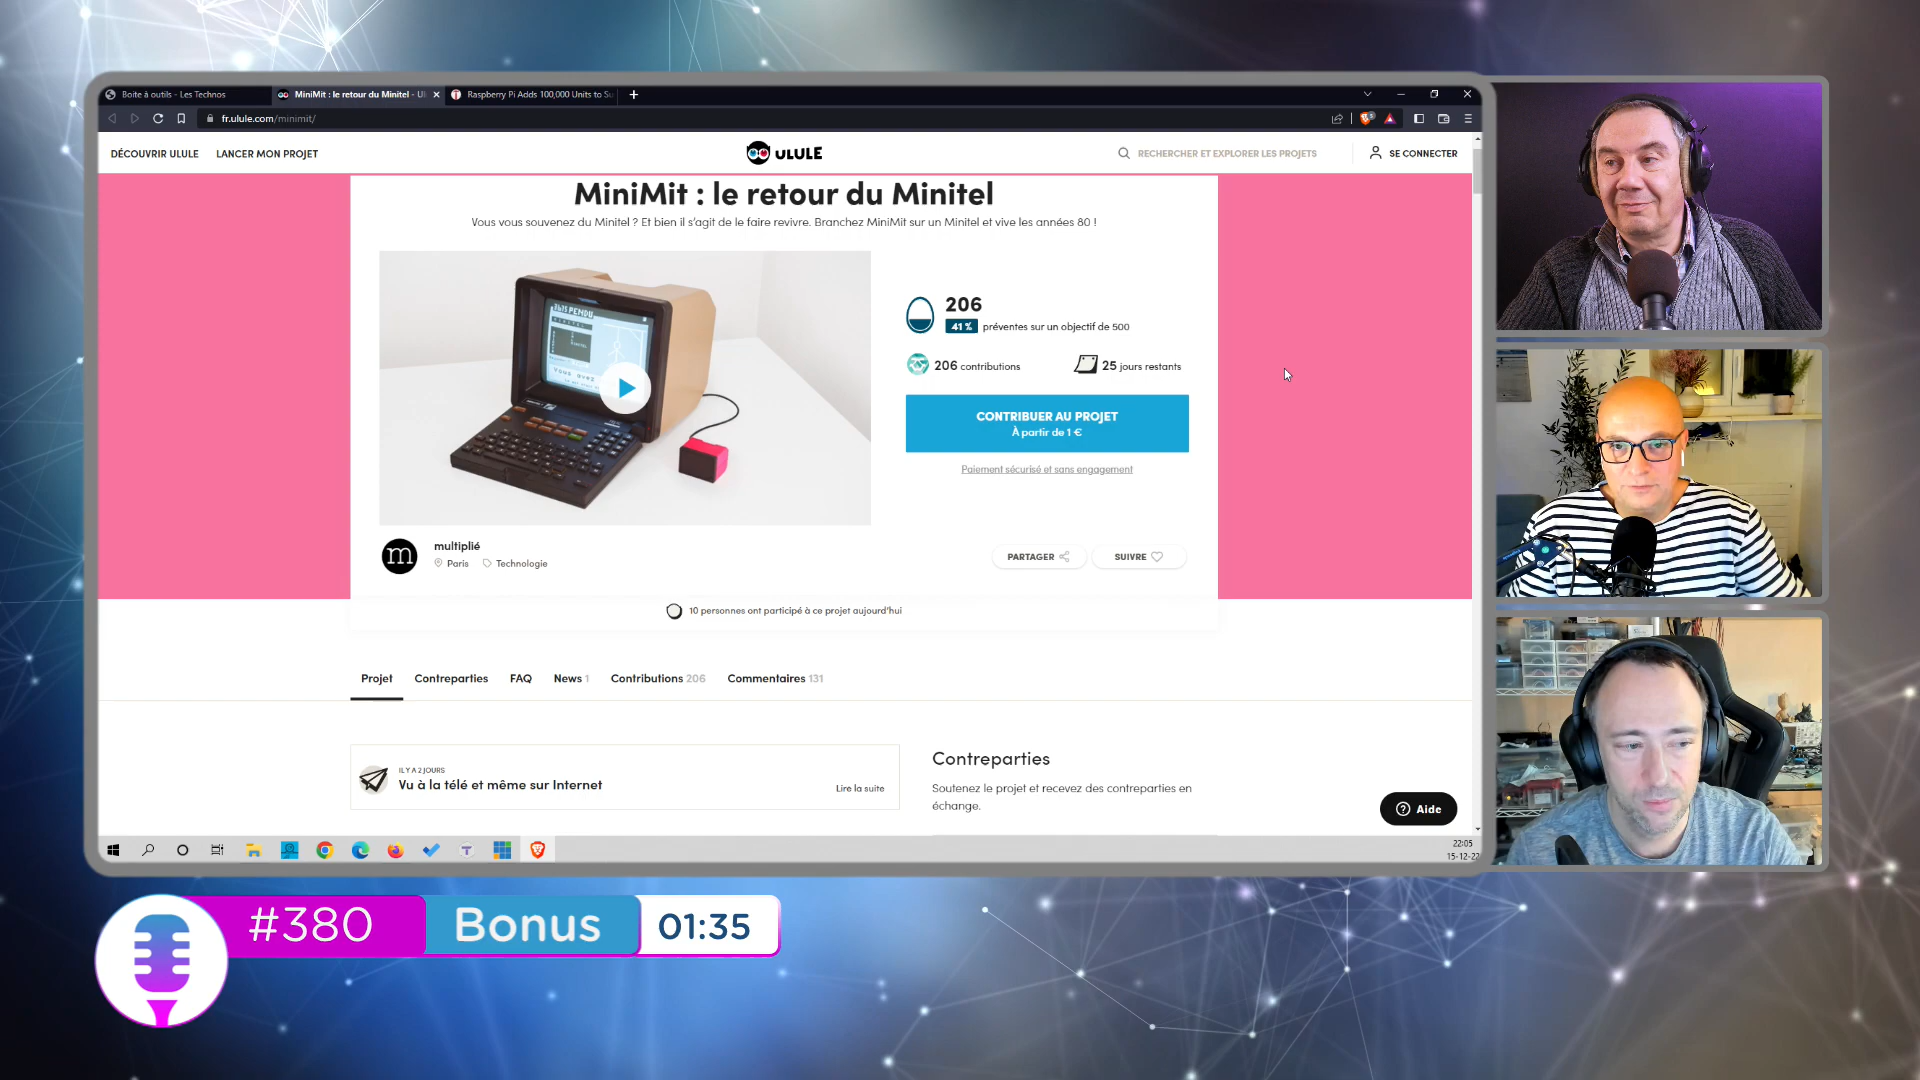 Boite à outils - Les Technos
MiniMit : le retour du Minitel - Ul
Raspberry Pi Adds 100,000 Units to Su
fr.ulule.com/minimit/
DÉCOUVRIR ULULE
LANCER MON PROJET
ULULE
RECHERCHER ET EXPLORER LES PROJETS
SE CONNECTER
MiniMit : le retour du Minitel
Vous vous souvenez du Minitel ? Et bien il s'agit de le faire revivre. Branchez MiniMit sur un Minitel et vive les années 80 !
PENDU
206
41 % préventes sur un objectif de 500
206 contributions
25 jours restants
CONTRIBUER AU PROJET
À partir de 1 €
Paiement sécurisé et sans engagement
m
multiplié
Paris
Technologie
PARTAGER
SUIVRE
10 personnes ont participé à ce projet aujourd'hui
Projet
Contreparties
FAQ
News 1
Contributions 206
Commentaires 131
IL Y A 2 JOURS
Vu à la télé et même sur Internet
Lire la suite
Contreparties
Soutenez le projet et recevez des contreparties en
échange.
Aide
22:05
15-12-22
#380
Bonus
01:35